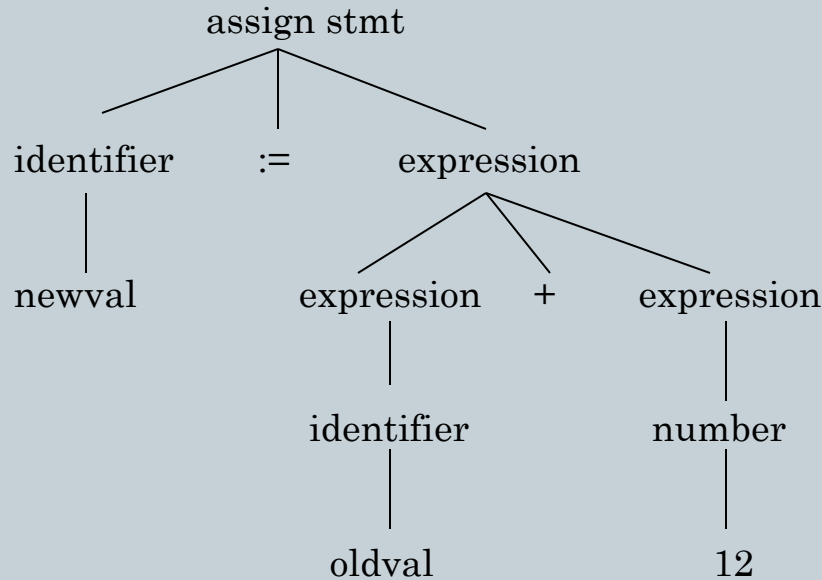 assign stmt
identifier := expression
newval expression + expression
identifier number
oldval 12